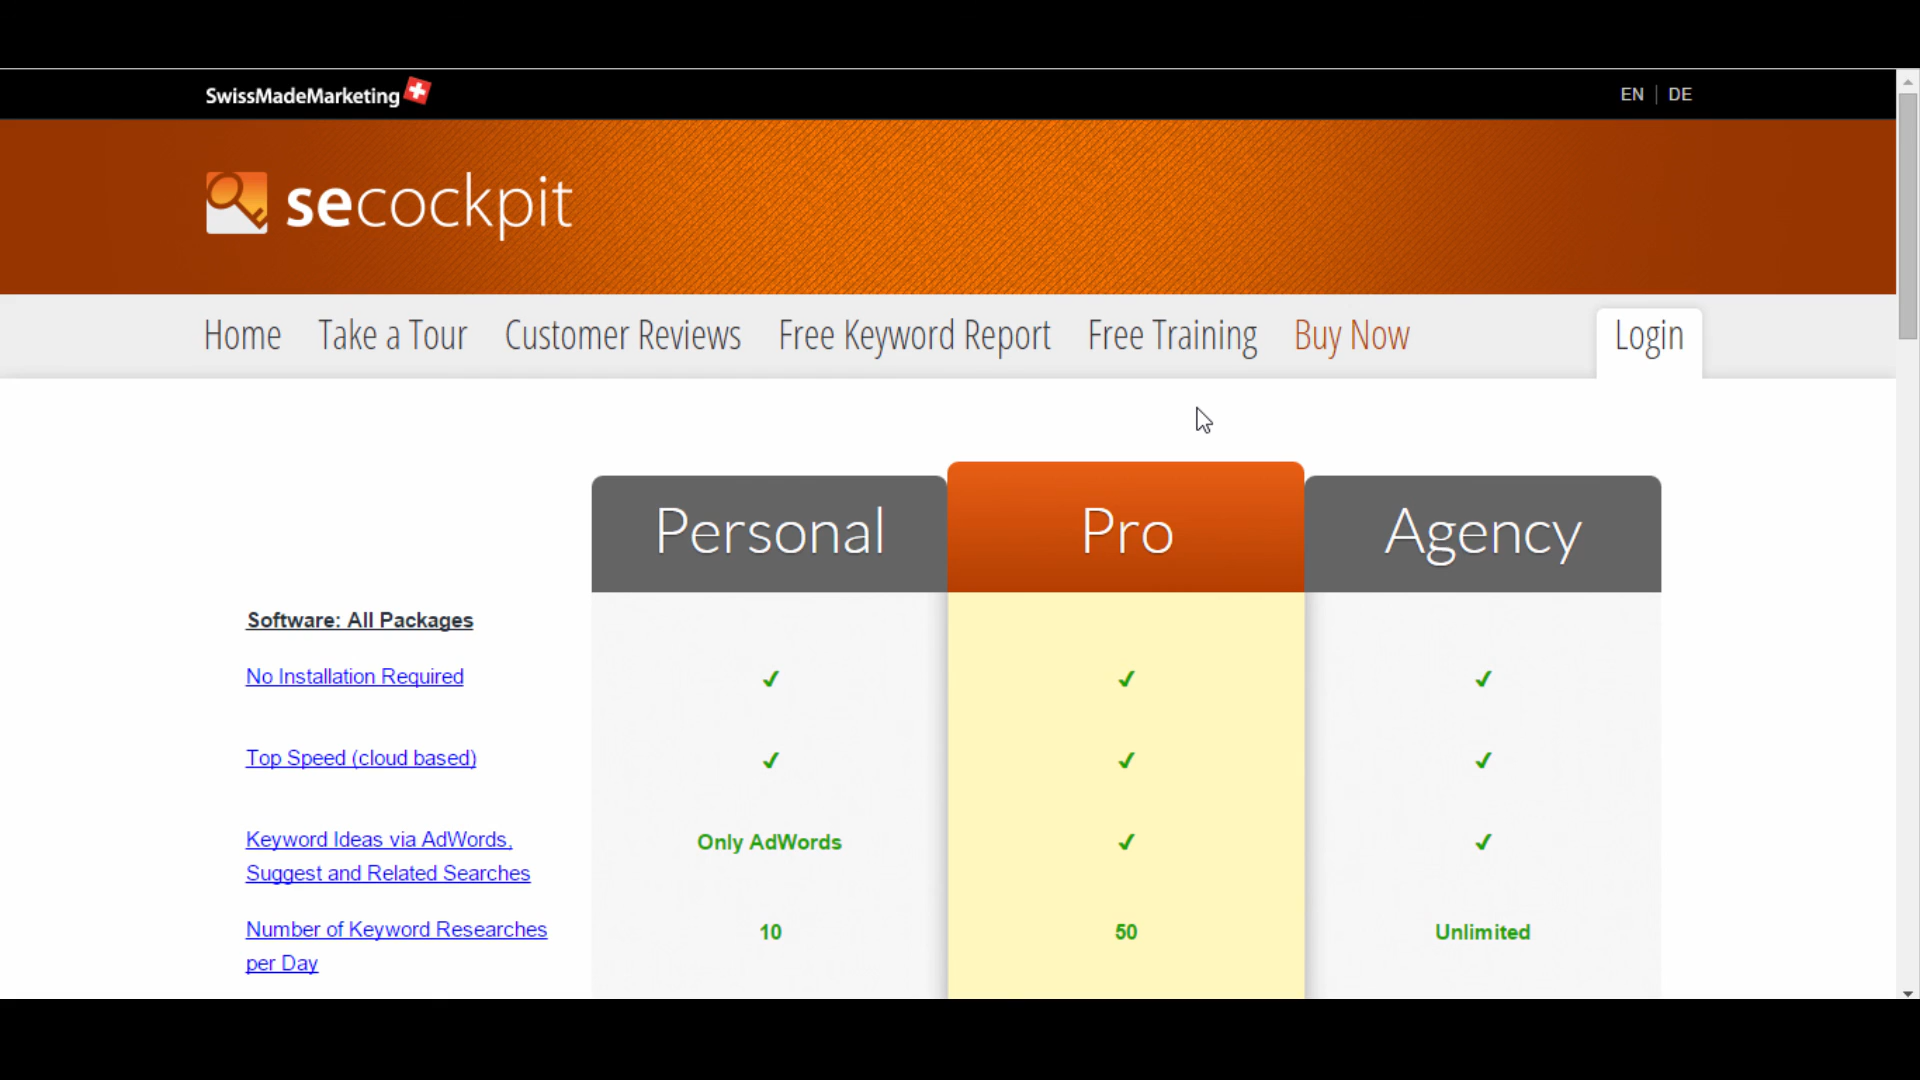 SwissMadeMarketing
EN | DE
secockpit
Home Take a Tour Customer Reviews Free Keyword Report Free Training Buy Now Login
Personal Pro Agency
Software: All Packages
No Installation Required ✓ ✓ ✓
Top Speed (cloud based) ✓ ✓ ✓
Keyword Ideas via AdWords, Only AdWords ✓ ✓
Suggest and Related Searches
Number of Keyword Researches 10 50 Unlimited
per Day